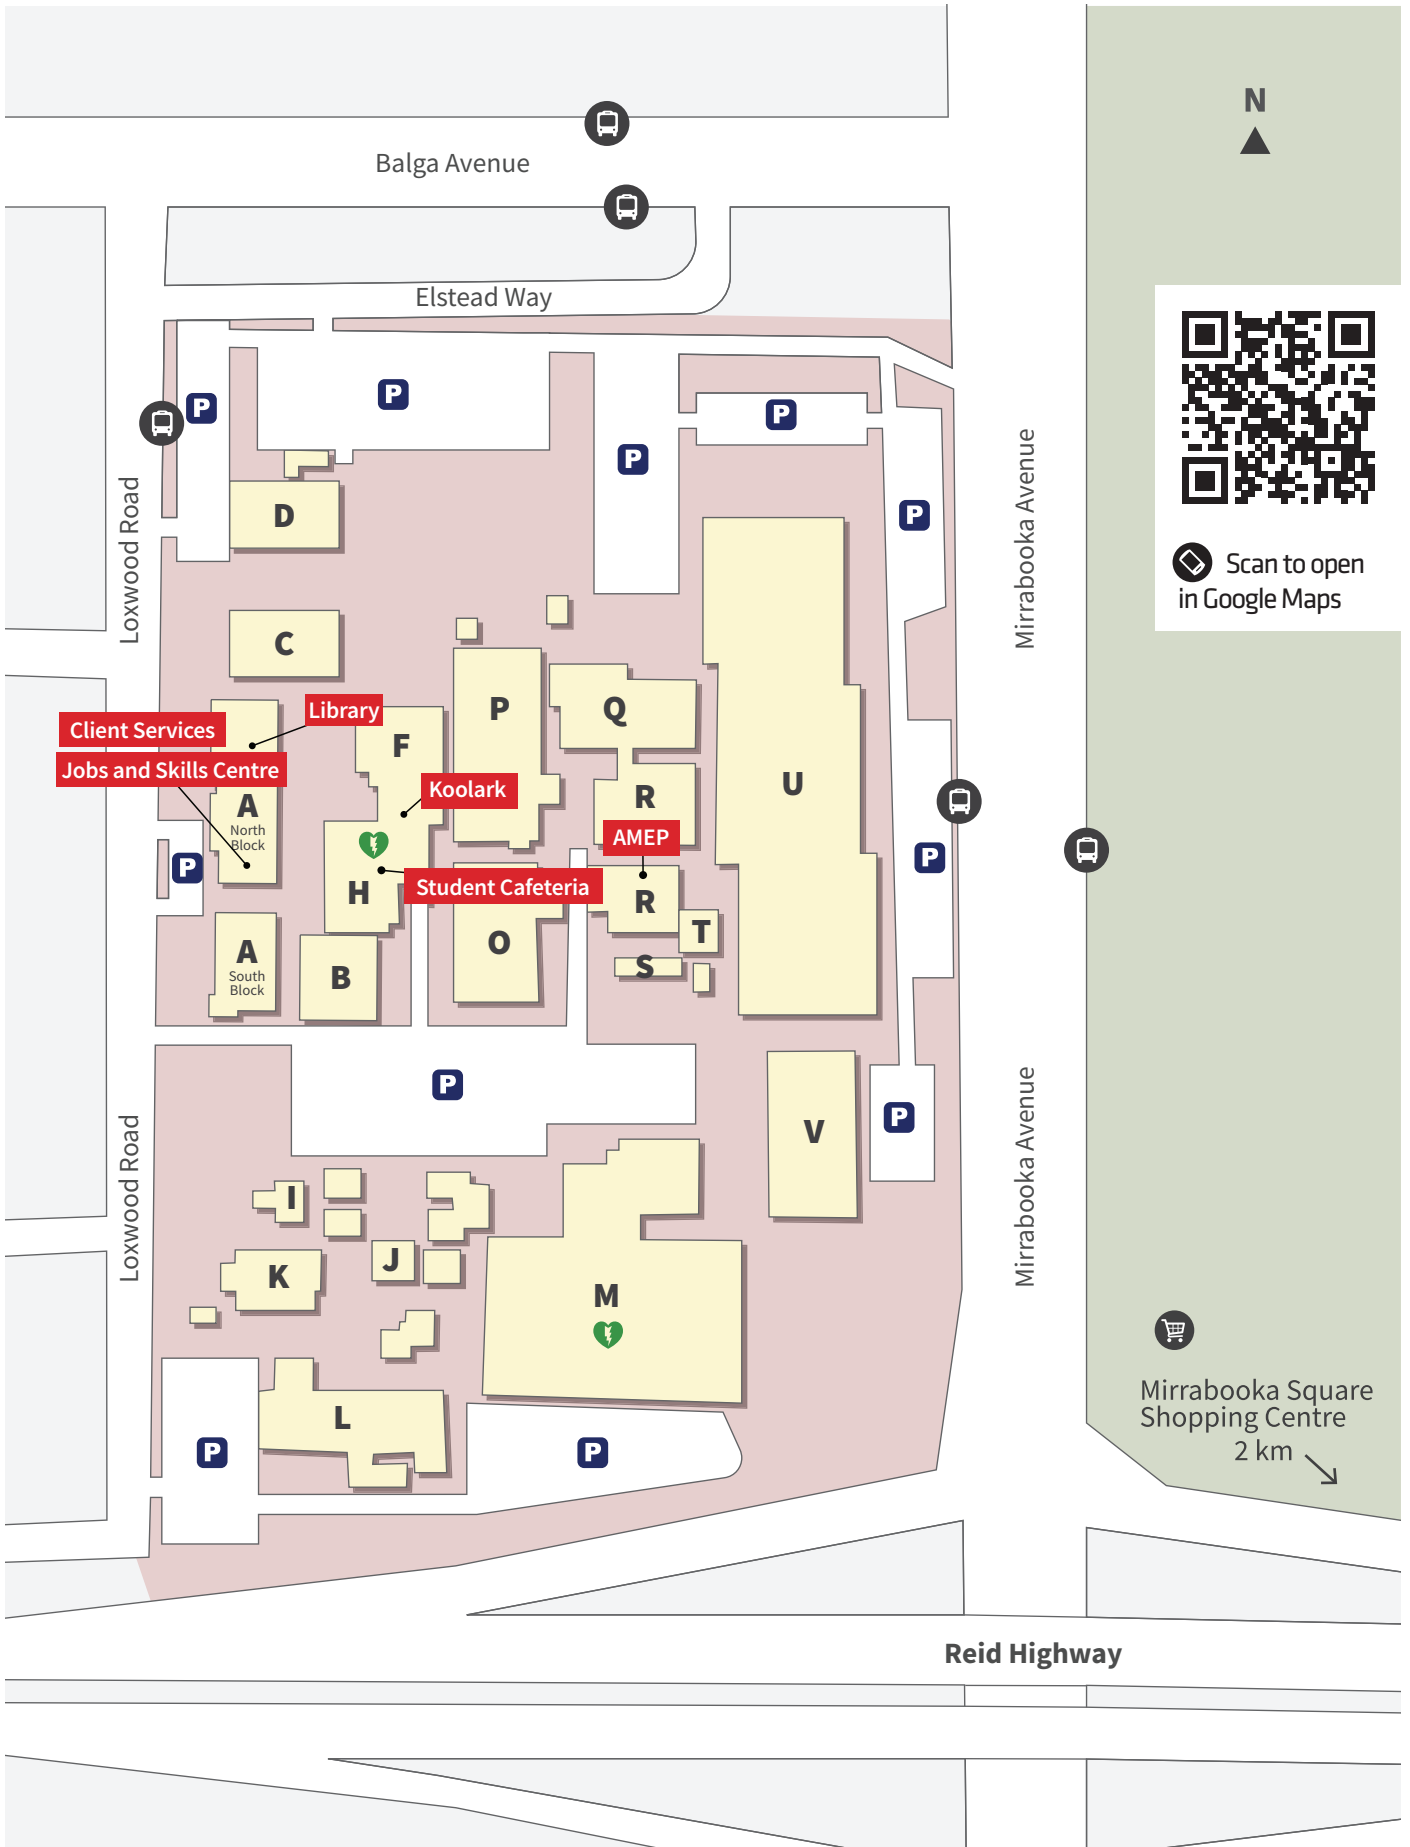 N
Balga Avenue
Elstead Way
P
P
P
P
P
Loxwood Road
Mirrabooka Avenue
D
C
Scan to open
in Google Maps
Library
Client Services
Jobs and Skills Centre
F
P
Q
U
Koolark
R
A
North
Block
AMEP
P
P
Student Cafeteria
H
R
T
S
O
A
South
Block
B
P
P
V
Loxwood Road
Mirrabooka Avenue
I
J
K
M
Mirrabooka Square
Shopping Centre
2 km
L
P
P
Reid Highway